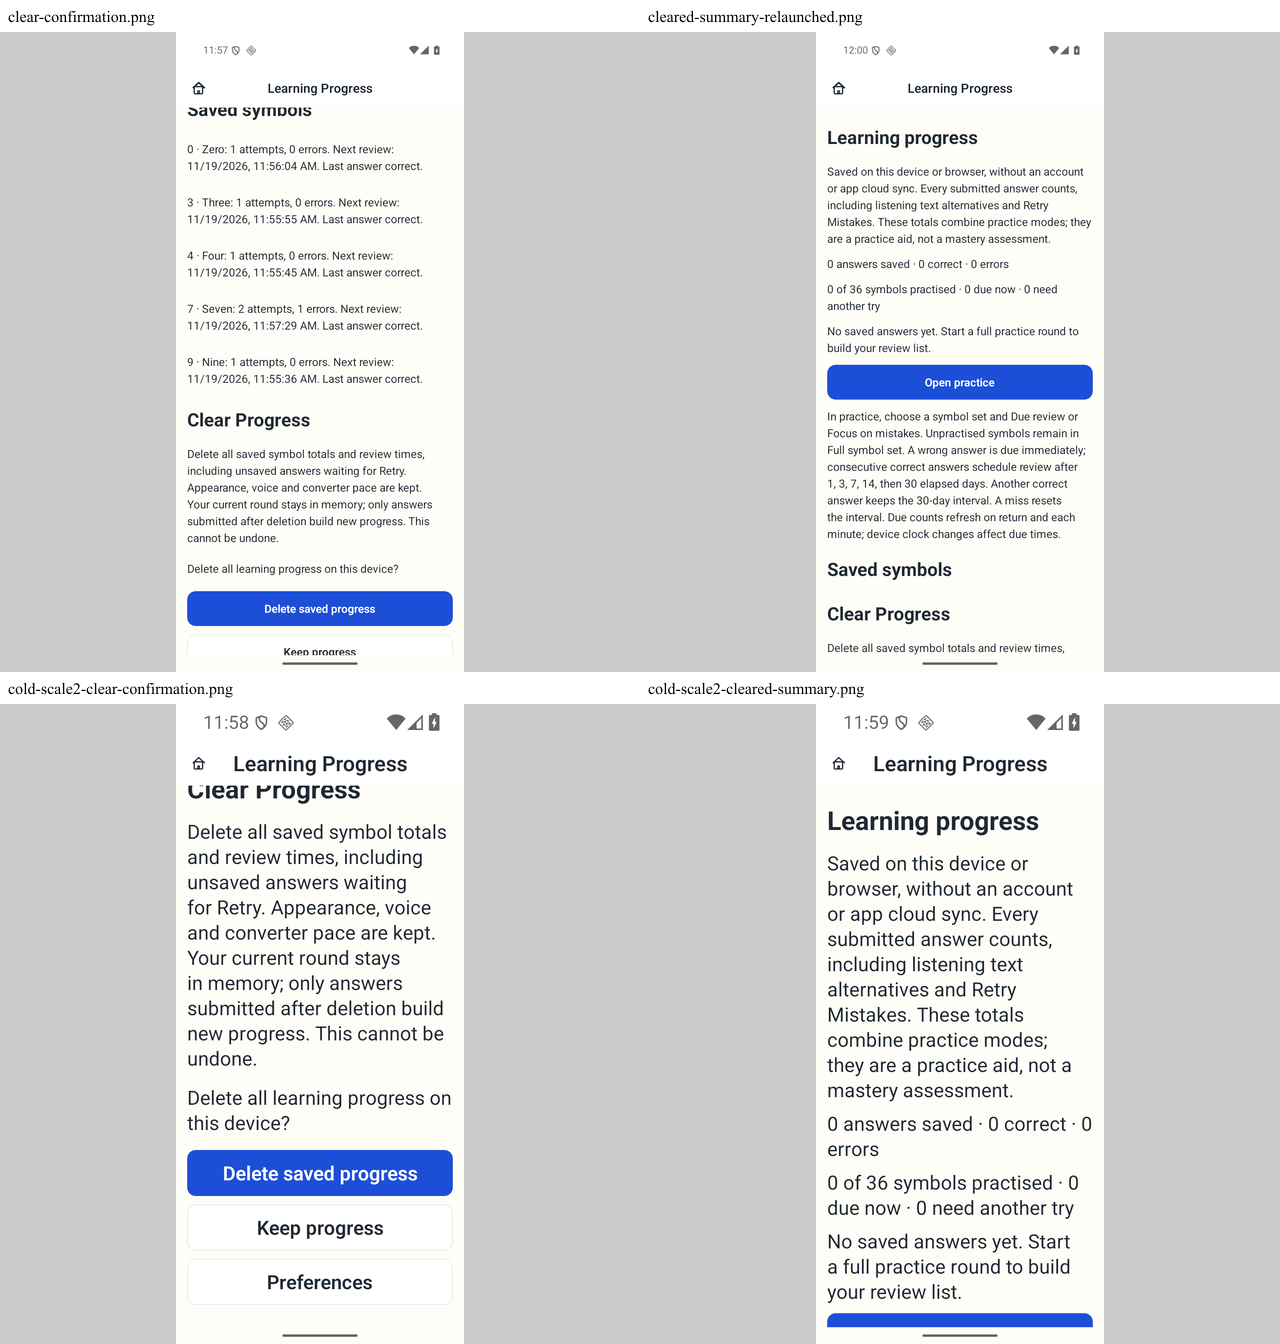 clear-confirmation.png
11:57
Learning Progress
Saved symbols
0 · Zero: 1 attempts, 0 errors. Next review:
11/19/2026, 11:56:04 AM. Last answer correct.
3 · Three: 1 attempts, 0 errors. Next review:
11/19/2026, 11:55:55 AM. Last answer correct.
4 · Four: 1 attempts, 0 errors. Next review:
11/19/2026, 11:55:45 AM. Last answer correct.
7 · Seven: 2 attempts, 1 errors. Next review:
11/19/2026, 11:57:29 AM. Last answer correct.
9 · Nine: 1 attempts, 0 errors. Next review:
11/19/2026, 11:55:36 AM. Last answer correct.
Clear Progress
Delete all saved symbol totals and review times,
including unsaved answers waiting for Retry.
Appearance, voice and converter pace are kept.
Your current round stays in memory; only answers
submitted after deletion build new progress. This
cannot be undone.
Delete all learning progress on this device?
Delete saved progress
Keep progress
cleared-summary-relaunched.png
12:00
Learning Progress
Learning progress
Saved on this device or browser, without an account
or app cloud sync. Every submitted answer counts,
including listening text alternatives and Retry
Mistakes. These totals combine practice modes; they
are a practice aid, not a mastery assessment.
0 answers saved · 0 correct · 0 errors
0 of 36 symbols practised · 0 due now · 0 need
another try
No saved answers yet. Start a full practice round to
build your review list.
Open practice
In practice, choose a symbol set and Due review or
Focus on mistakes. Unpractised symbols remain in
Full symbol set. A wrong answer is due immediately;
consecutive correct answers schedule review after
1, 3, 7, 14, then 30 elapsed days. Another correct
answer keeps the 30-day interval. A miss resets
the interval. Due counts refresh on return and each
minute; device clock changes affect due times.
Saved symbols
Clear Progress
Delete all saved symbol totals and review times,
cold-scale2-clear-confirmation.png
11:58
Learning Progress
Clear Progress
Delete all saved symbol totals
and review times, including
unsaved answers waiting
for Retry. Appearance, voice
and converter pace are kept.
Your current round stays
in memory; only answers
submitted after deletion build
new progress. This cannot be
undone.
Delete all learning progress on
this device?
Delete saved progress
Keep progress
Preferences
cold-scale2-cleared-summary.png
11:59
Learning Progress
Learning progress
Saved on this device or
browser, without an account
or app cloud sync. Every
submitted answer counts,
including listening text
alternatives and Retry
Mistakes. These totals
combine practice modes;
they are a practice aid, not a
mastery assessment.
0 answers saved · 0 correct · 0
errors
0 of 36 symbols practised · 0
due now · 0 need another try
No saved answers yet. Start
a full practice round to build
your review list.